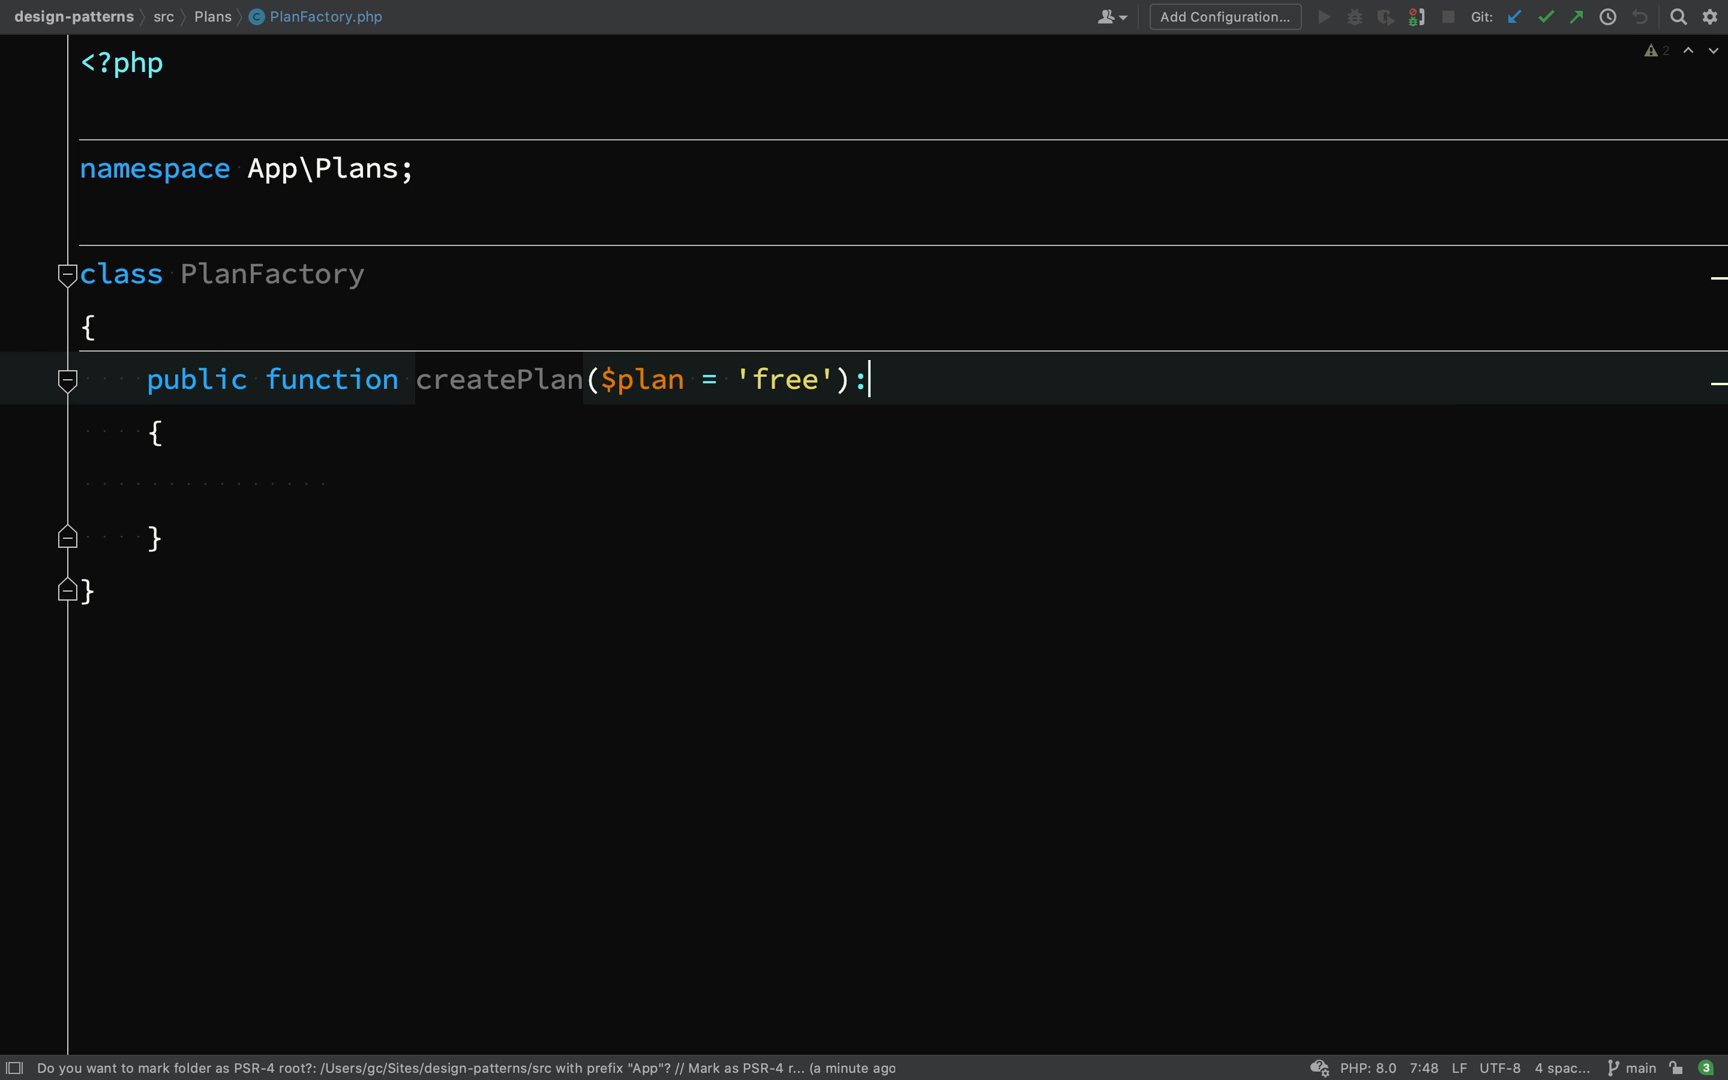 design-patterns src Plans C PlanFactory.php Add Configuration... Git:
2
<?php
namespace App\Plans;
class PlanFactory
{
public function createPlan($plan = 'free'):
{
}
}
Do you want to mark folder as PSR-4 root?: /Users/gc/Sites/design-patterns/src with prefix "App"? // Mark as PSR-4 r... (a minute ago PHP: 8.0 7:48 LF UTF-8 4 spac... main 3